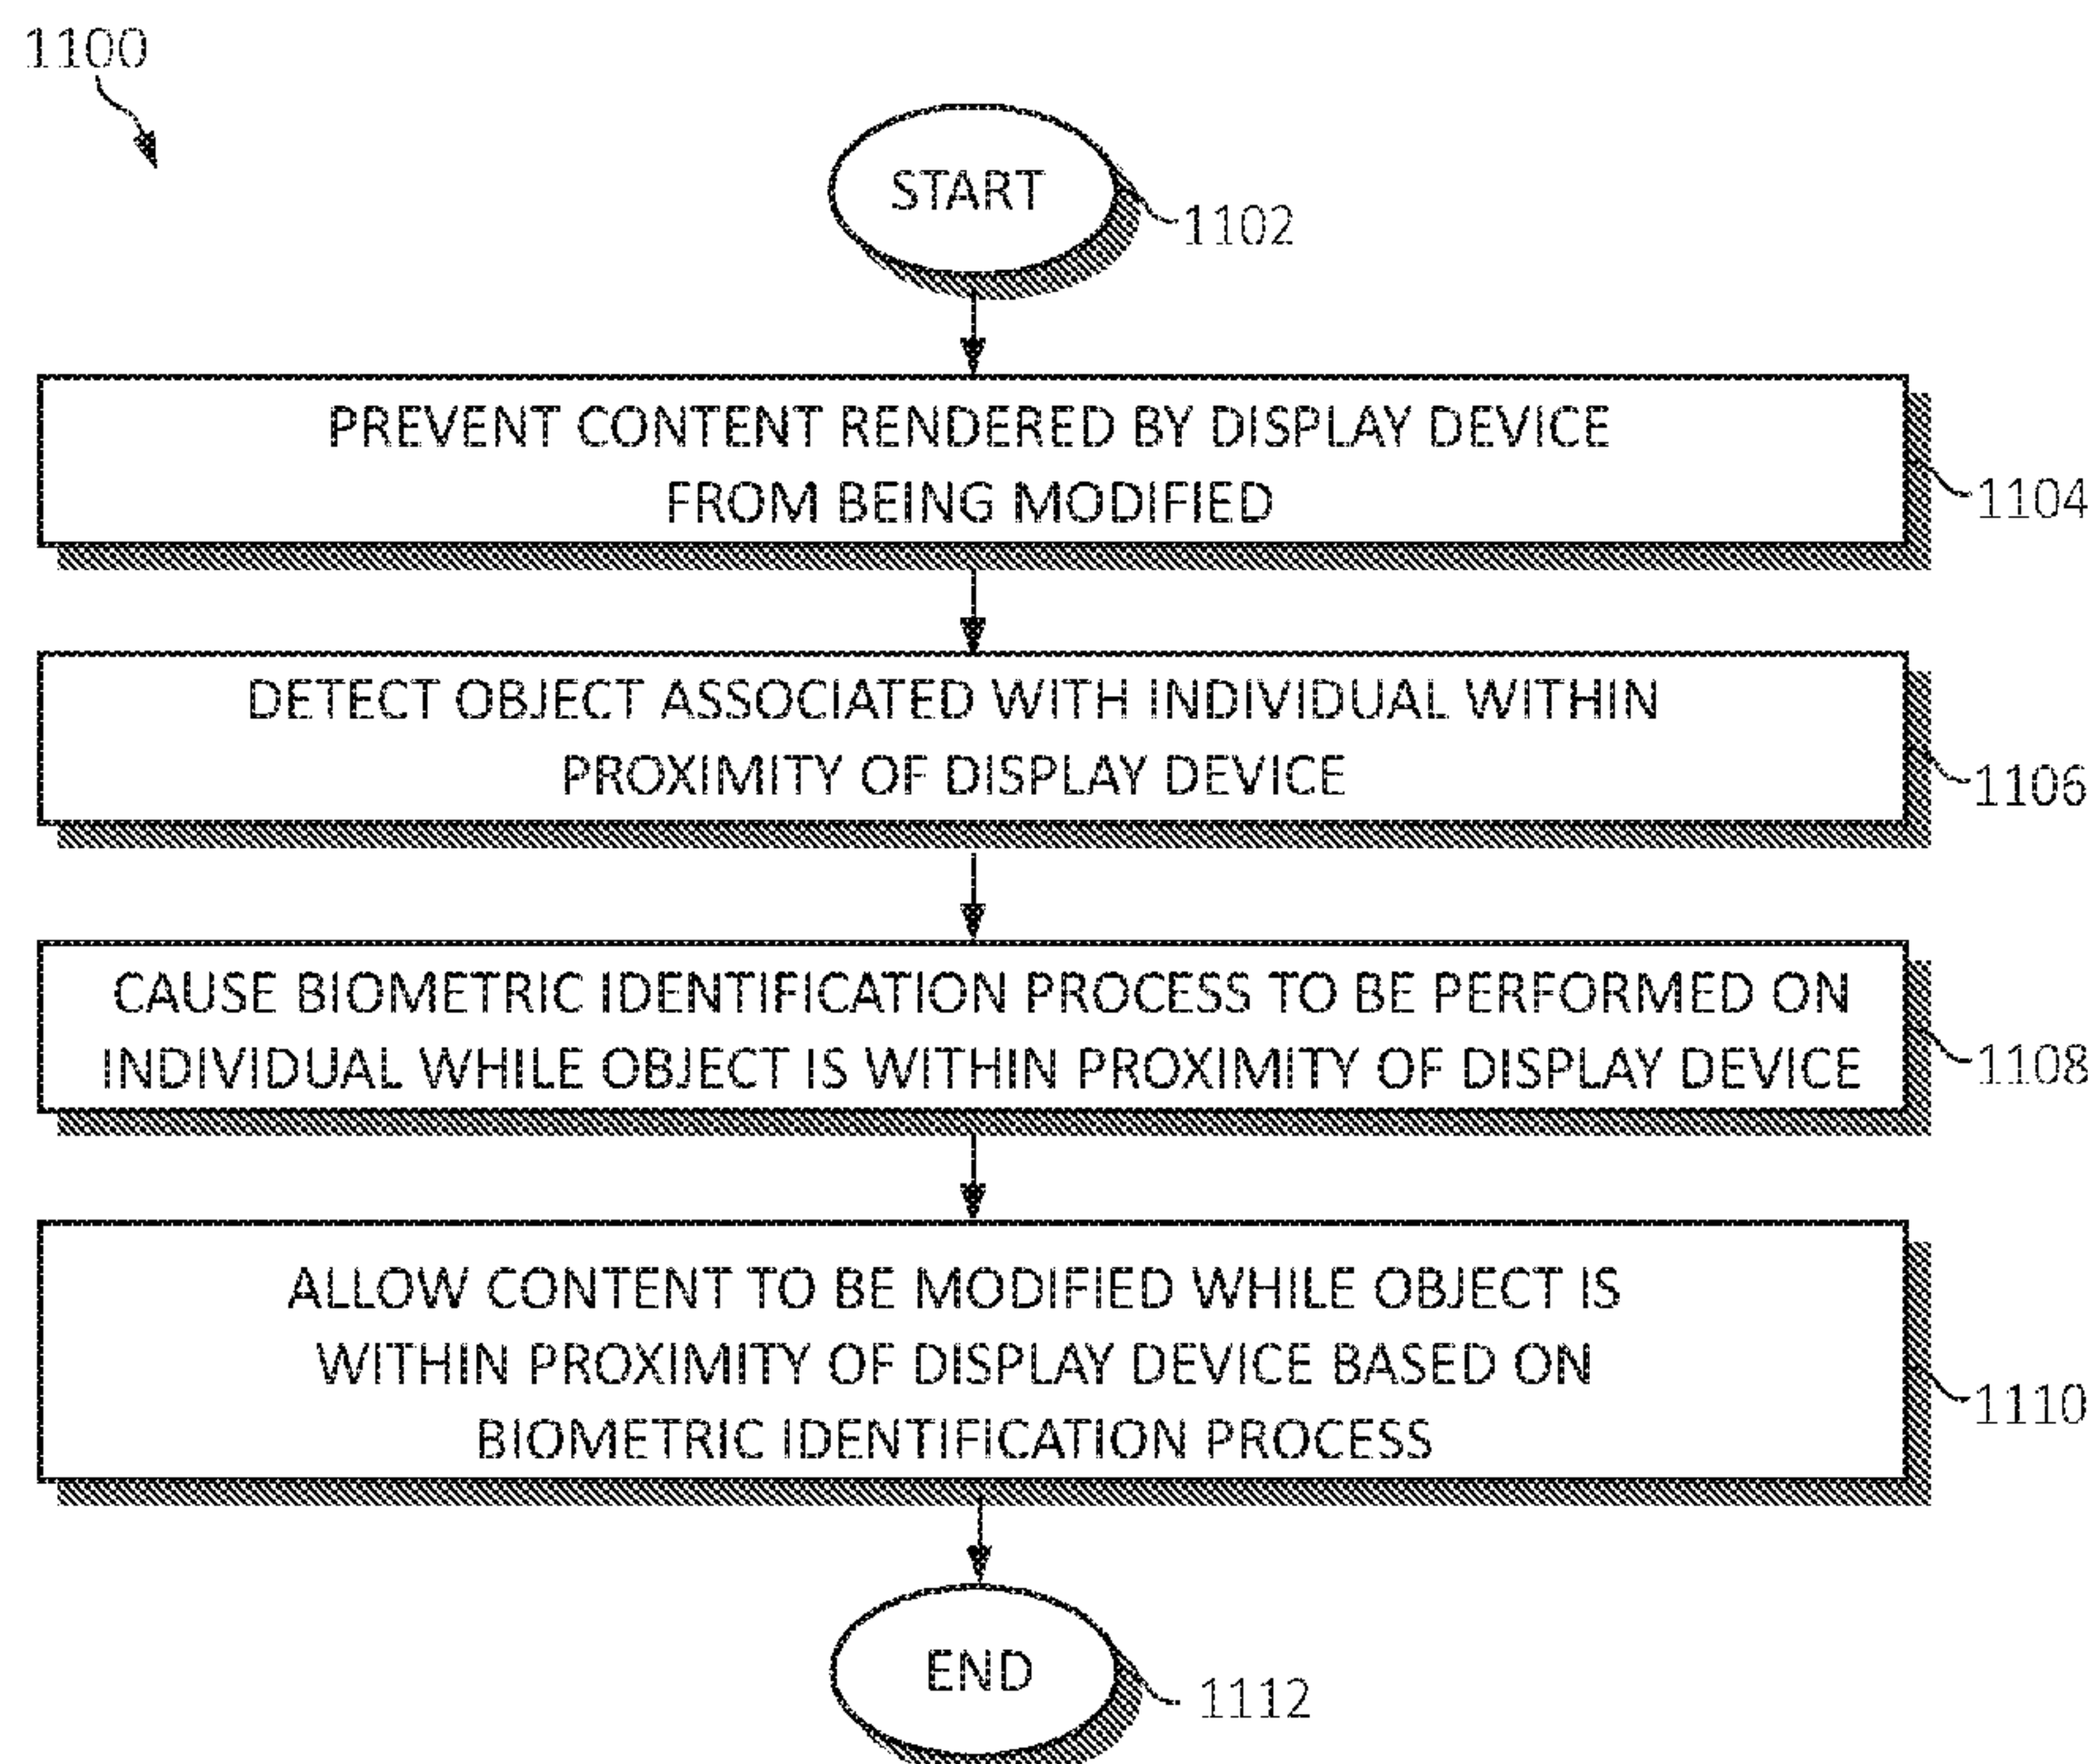 1100
START
1102
PREVENT CONTENT RENDERED BY DISPLAY DEVICE
FROM BEING MODIFIED
1104
DETECT OBJECT ASSOCIATED WITH INDIVIDUAL WITHIN
PROXIMITY OF DISPLAY DEVICE
1106
CAUSE BIOMETRIC IDENTIFICATION PROCESS TO BE PERFORMED ON
INDIVIDUAL WHILE OBJECT IS WITHIN PROXIMITY OF DISPLAY DEVICE
1108
ALLOW CONTENT TO BE MODIFIED WHILE OBJECT IS
WITHIN PROXIMITY OF DISPLAY DEVICE BASED ON
BIOMETRIC IDENTIFICATION PROCESS
1110
END
1112